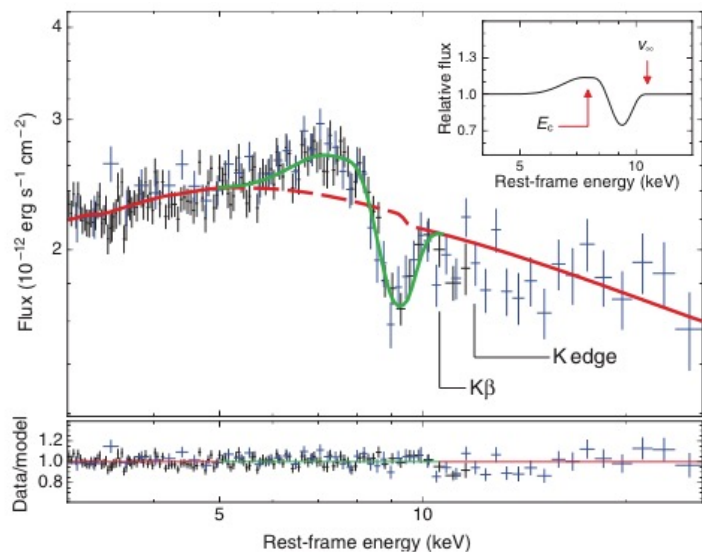 4
3
2
Flux (10⁻¹² erg s⁻¹ cm⁻²)
1.3
1.0
0.7
Relative flux
E_c
v_∞
5
10
Rest-frame energy (keV)
K edge
Kβ
1.2
1.0
0.8
Data/model
5
10
Rest-frame energy (keV)